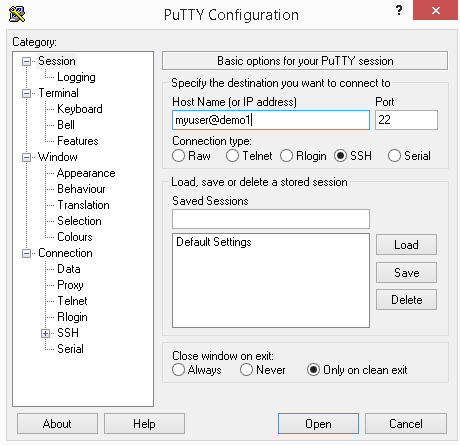 PuTTY Configuration
? ×
Category:
Session
Logging
Terminal
Keyboard
Bell
Features
Window
Appearance
Behaviour
Translation
Selection
Colours
Connection
Data
Proxy
Telnet
Rlogin
SSH
Serial
Basic options for your PuTTY session
Specify the destination you want to connect to
Host Name (or IP address) Port
myuser@demo1 22
Connection type:
Raw Telnet Rlogin SSH Serial
Load, save or delete a stored session
Saved Sessions
Default Settings
Load
Save
Delete
Close window on exit:
Always Never Only on clean exit
About Help Open Cancel